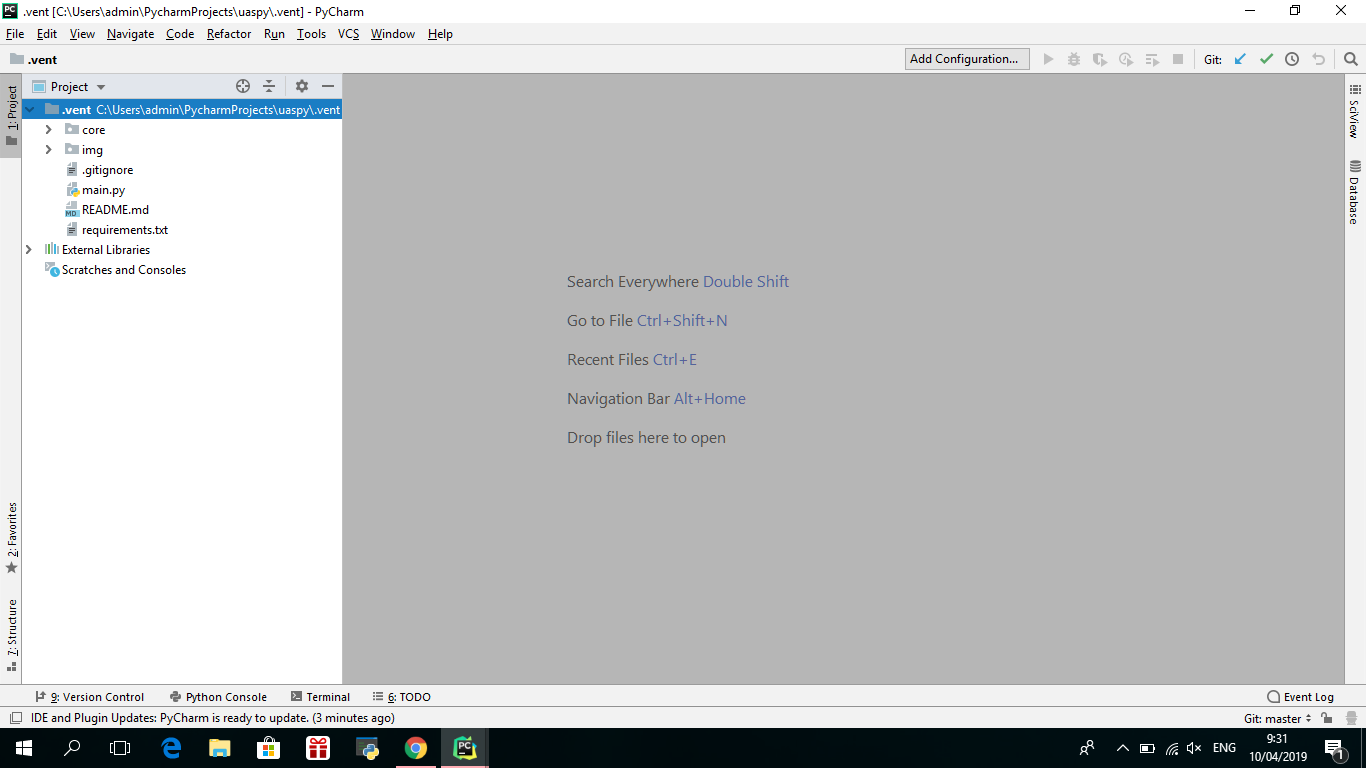 .vent [C:\Users\admin\PycharmProjects\uaspy\.vent] - PyCharm
File Edit View Navigate Code Refactor Run Tools VCS Window Help
.vent Add Configuration... Git:
1: Project
Project
.vent C:\Users\admin\PycharmProjects\uaspy\.vent
core
img
.gitignore
main.py
MD README.md
requirements.txt
External Libraries
Scratches and Consoles
Search Everywhere Double Shift
Go to File Ctrl+Shift+N
Recent Files Ctrl+E
Navigation Bar Alt+Home
Drop files here to open
SciView
Database
2: Favorites
7: Structure
9: Version Control Python Console Terminal 6: TODO Event Log
IDE and Plugin Updates: PyCharm is ready to update. (3 minutes ago) Git: master
ENG 9:31
10/04/2019 1